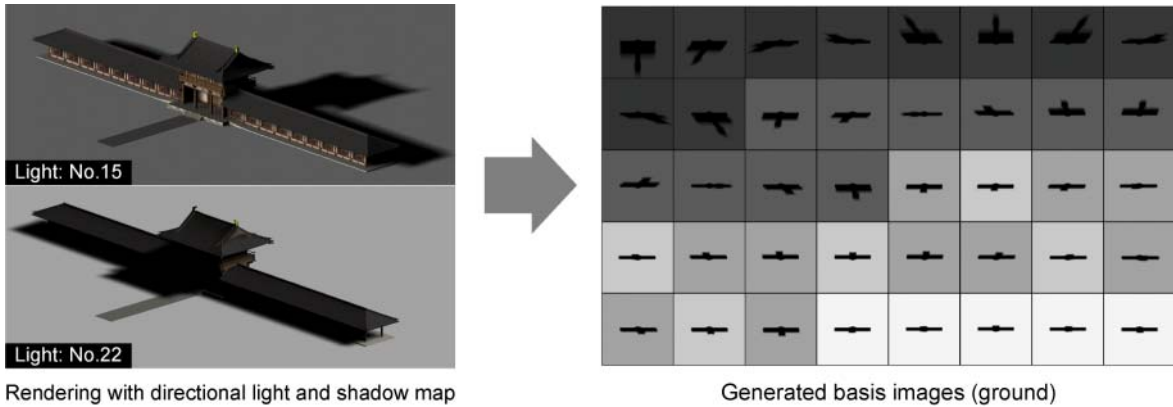 Light: No.15
Light: No.22
Rendering with directional light and shadow map
Generated basis images (ground)